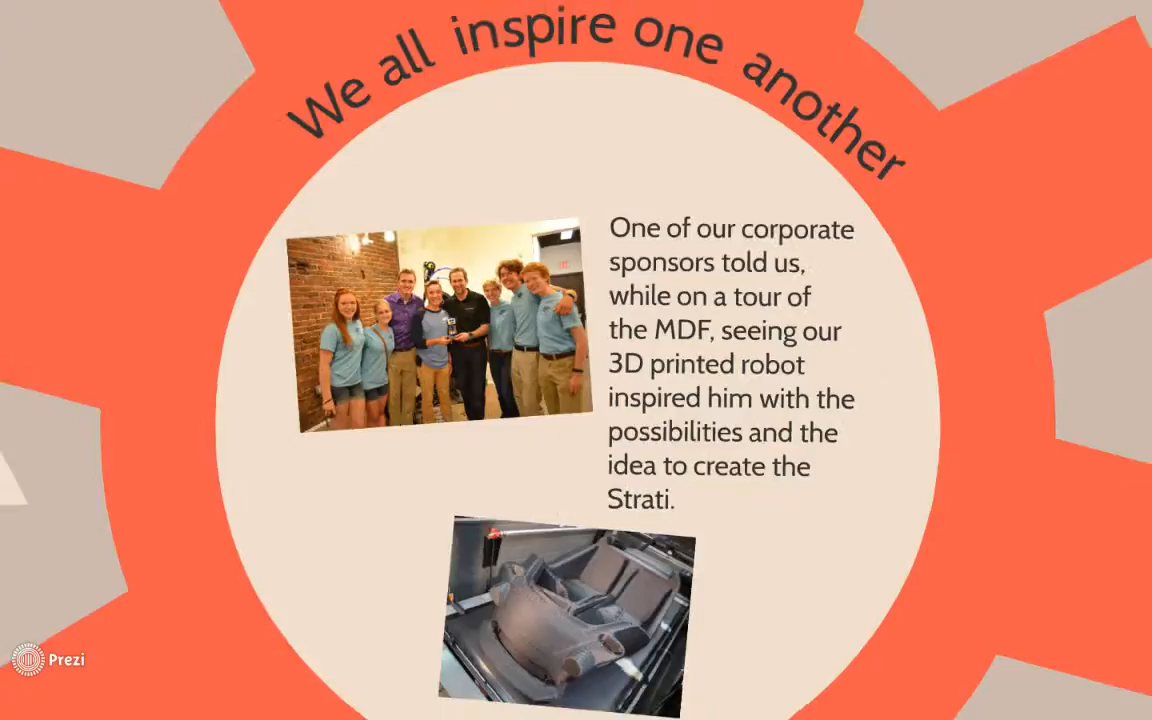 We all inspire one another
One of our corporate
sponsors told us,
while on a tour of
the MDF, seeing our
3D printed robot
inspired him with the
possibilities and the
idea to create the
Strati.
Prezi